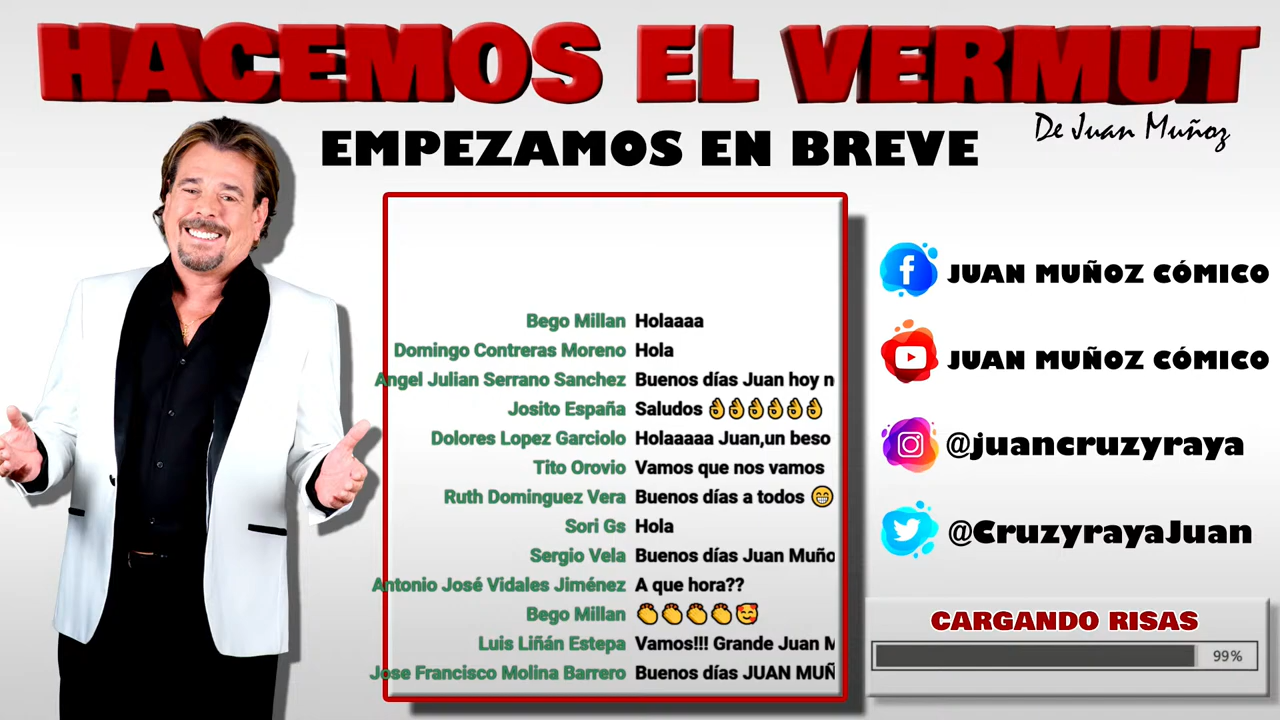 HACEMOS EL VERMUT
De Juan Muñoz
EMPEZAMOS EN BREVE
Bego Millan Holaaaa
Domingo Contreras Moreno Hola
Angel Julian Serrano Sanchez Buenos días Juan hoy n
Josito España Saludos 👌👌👌👌👌👌
Dolores Lopez Garciolo Holaaaaa Juan,un beso
Tito Orovio Vamos que nos vamos
Ruth Dominguez Vera Buenos días a todos 😁
Sori Gs Hola
Sergio Vela Buenos días Juan Muño
Antonio José Vidales Jiménez A que hora??
Bego Millan 👏👏👏👏🥰
Luis Liñán Estepa Vamos!!! Grande Juan M
Jose Francisco Molina Barrero Buenos días JUAN MUÑ
JUAN MUÑOZ CÓMICO
JUAN MUÑOZ CÓMICO
@juancruzyraya
@CruzyrayaJuan
CARGANDO RISAS
99%